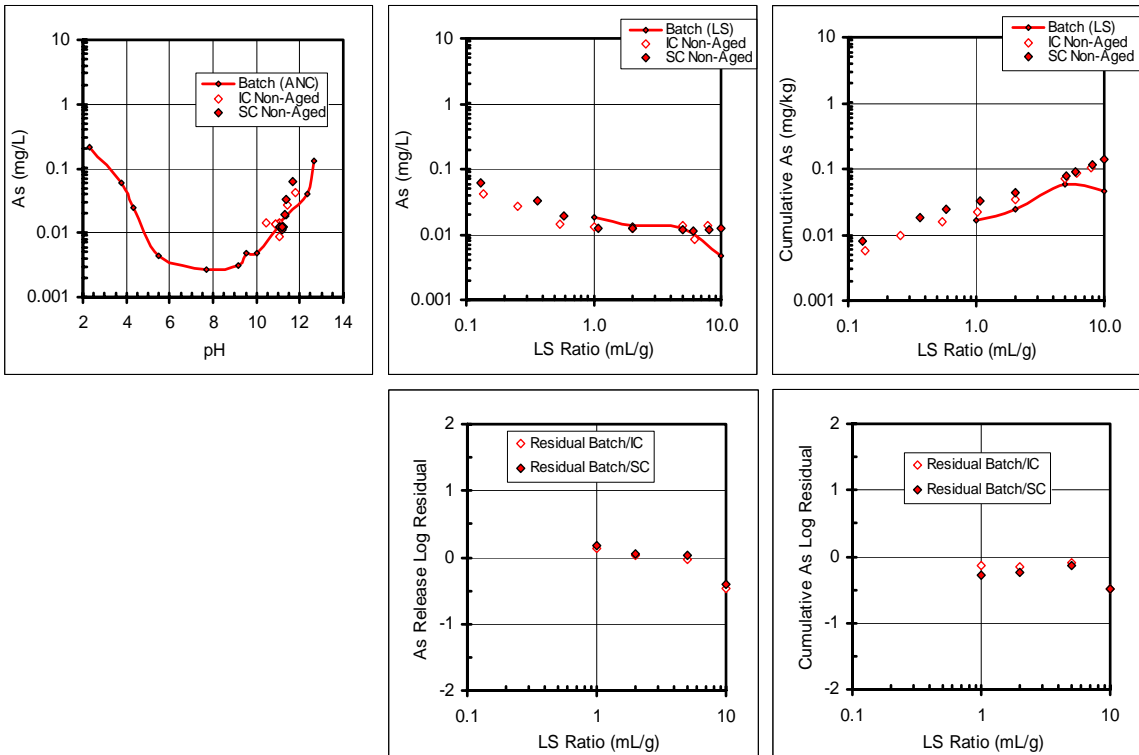 As (mg/L)
10
1
0.1
0.01
0.001
Batch (ANC)
IC Non-Aged
SC Non-Aged
2 4 6 8 10 12 14
pH
As (mg/L)
10
1
0.1
0.01
0.001
Batch (LS)
IC Non-Aged
SC Non-Aged
0.1 1.0 10.0
LS Ratio (mL/g)
Cumulative As (mg/kg)
10
1
0.1
0.01
0.001
Batch (LS)
IC Non-Aged
SC Non-Aged
0.1 1.0 10.0
LS Ratio (mL/g)
As Release Log Residual
2
1
0
-1
-2
Residual Batch/IC
Residual Batch/SC
0.1 1 10
LS Ratio (mL/g)
Cumulative As Log Residual
2
1
0
-1
-2
Residual Batch/IC
Residual Batch/SC
0.1 1 10
LS Ratio (mL/g)